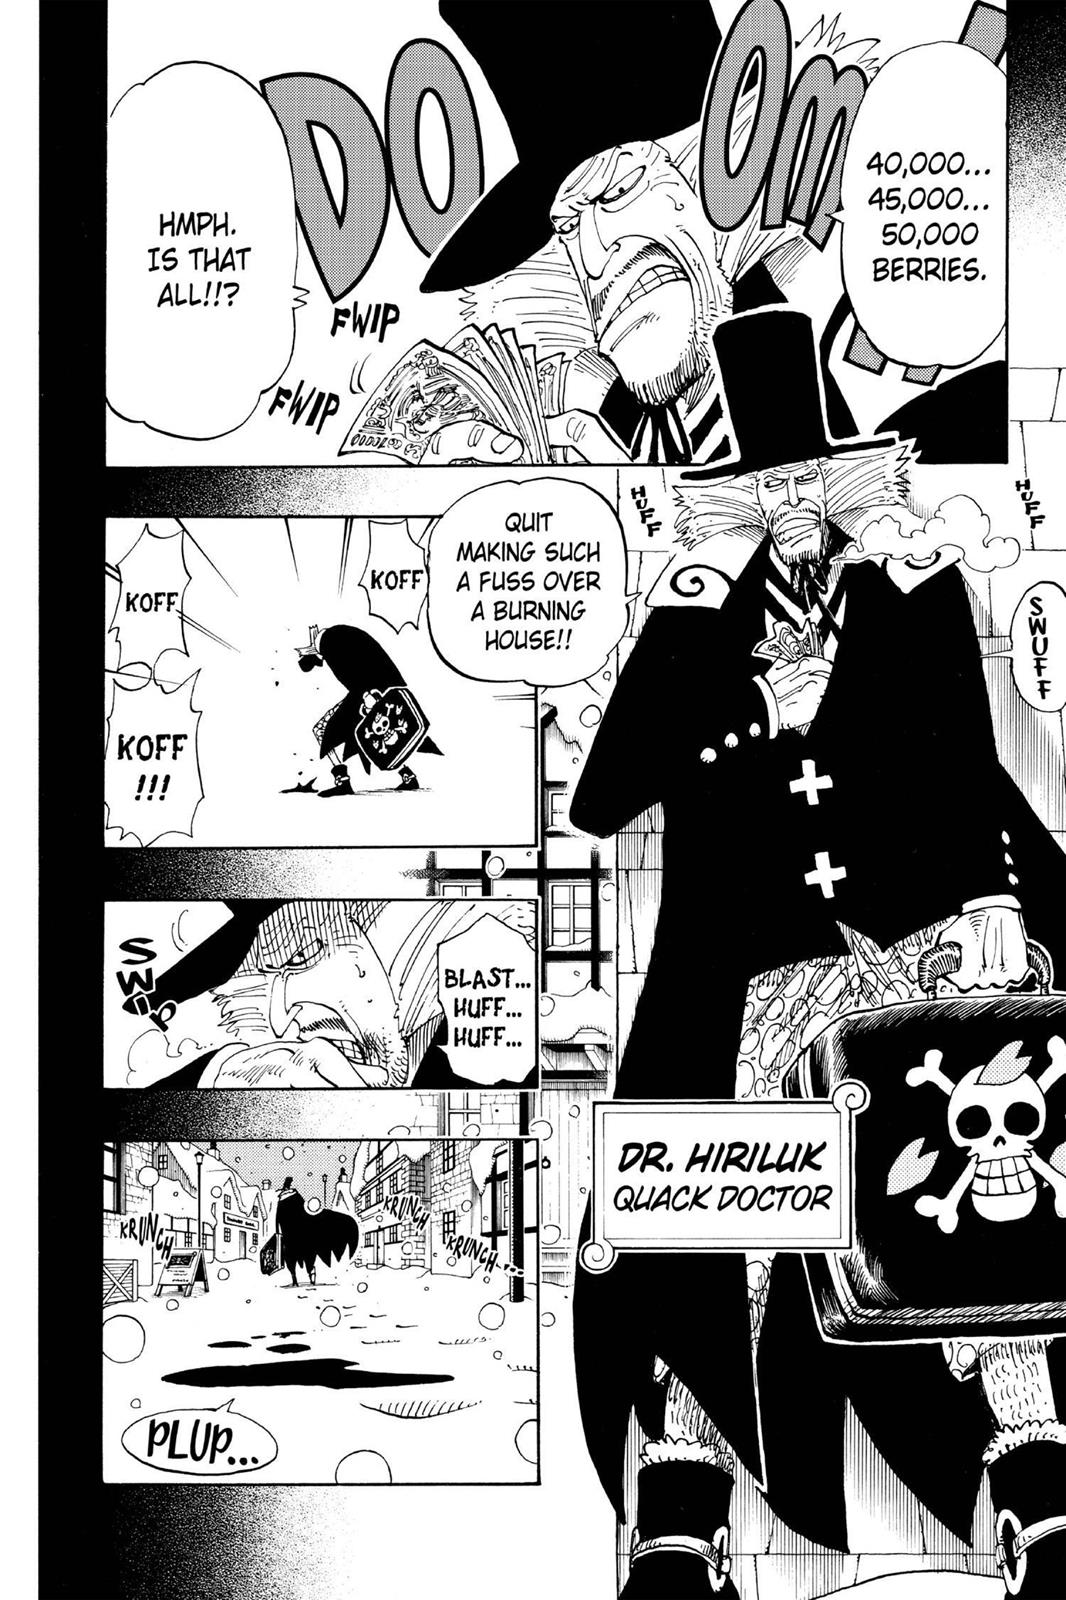 DOOM
40,000...
45,000...
50,000
BERRIES.
HMPH.
IS THAT
ALL!!?
FWIP
FWIP
HUFF
HUFF
SWUFF
QUIT
MAKING SUCH
A FUSS OVER
A BURNING
HOUSE!!
KOFF
KOFF
KOFF
!!!
BLAST...
HUFF...
HUFF...
SWIP
DR. HIRILUK
QUACK DOCTOR
KRUNCH
KRUNCH
KRUNCH...
PLUP...